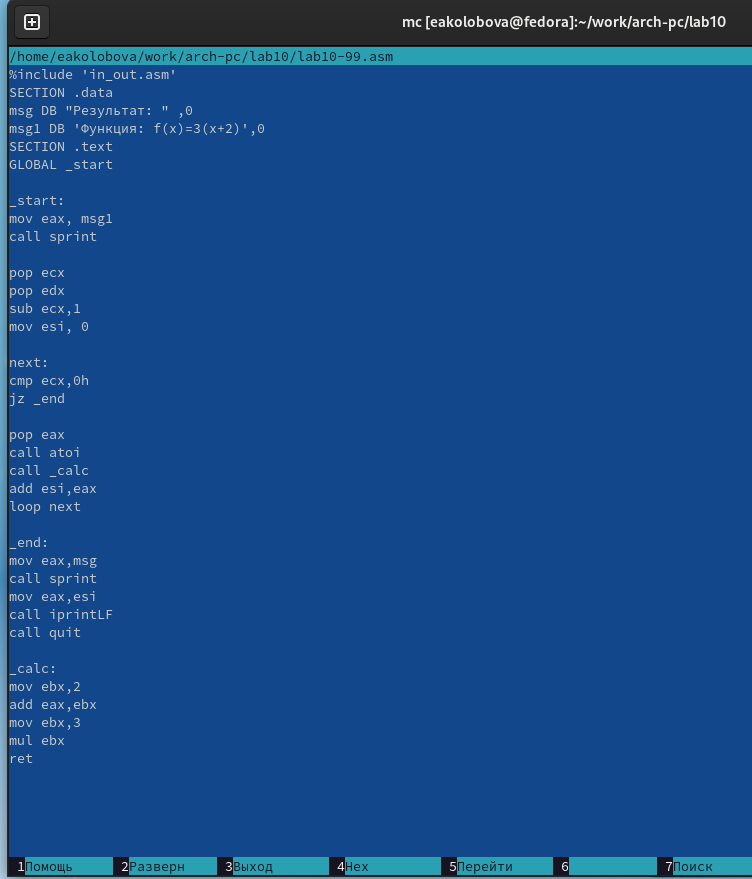 mc [eakolobova@fedora]:~/work/arch-pc/lab10
/home/eakolobova/work/arch-pc/lab10/lab10-99.asm
%include 'in_out.asm'
SECTION .data
msg DB "Результат: " ,0
msg1 DB 'Функция: f(x)=3(x+2)',0
SECTION .text
GLOBAL _start

_start:
mov eax, msg1
call sprint

pop ecx
pop edx
sub ecx,1
mov esi, 0

next:
cmp ecx,0h
jz _end

pop eax
call atoi
call _calc
add esi,eax
loop next

_end:
mov eax,msg
call sprint
mov eax,esi
call iprintLF
call quit

_calc:
mov ebx,2
add eax,ebx
mov ebx,3
mul ebx
ret

1Помощь 2Разверн 3Выход 4Hex 5Перейти 6 7Поиск